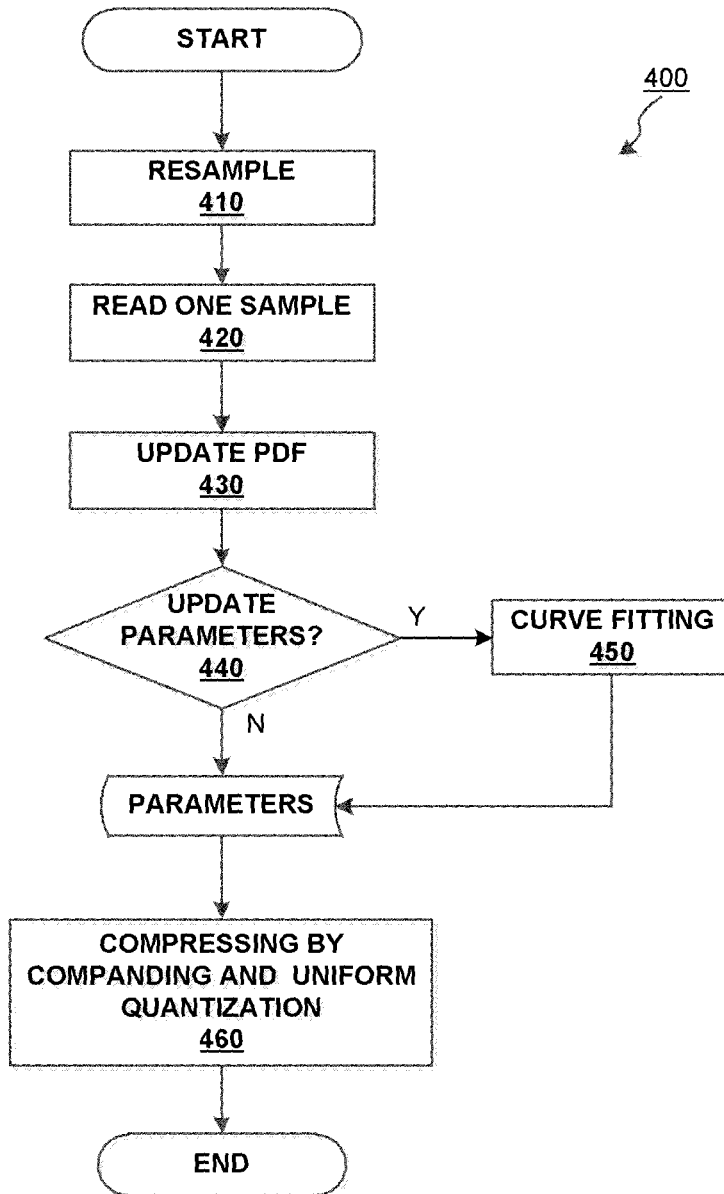 START
400
RESAMPLE
410
READ ONE SAMPLE
420
UPDATE PDF
430
UPDATE
PARAMETERS?
440
Y
CURVE FITTING
450
N
PARAMETERS
COMPRESSING BY
COMPANDING AND UNIFORM
QUANTIZATION
460
END